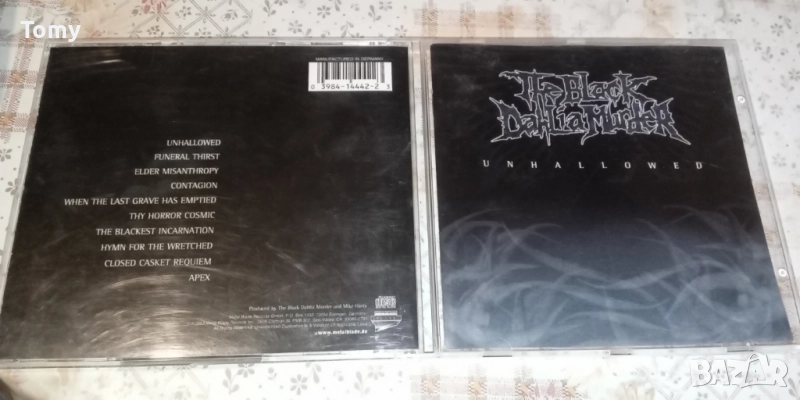 Tomy
MANUFACTURED IN GERMANY
0 3984-14442-2 3
UNHALLOWED
FUNERAL THIRST
ELDER MISANTHROPY
CONTAGION
WHEN THE LAST GRAVE HAS EMPTIED
THY HORROR COSMIC
THE BLACKEST INCARNATION
HYMN FOR THE WRETCHED
CLOSED CASKET REQUIEM
APEX
Produced by The Black Dahlia Murder and Mike
www.metalblade.de
The Black
Dahlia Murder
UNHALLOWED
BAZAR